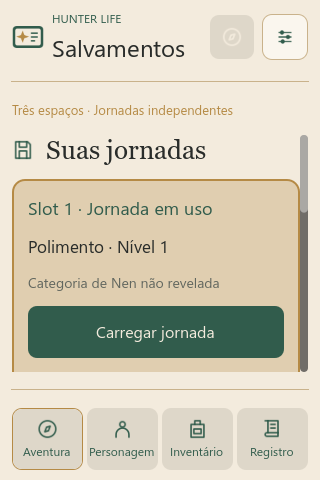 HUNTER LIFE
Salvamentos
Três espaços · Jornadas independentes
Suas jornadas
Slot 1 · Jornada em uso
Polimento · Nível 1
Categoria de Nen não revelada
Carregar jornada
Aventura
Personagem
Inventário
Registro